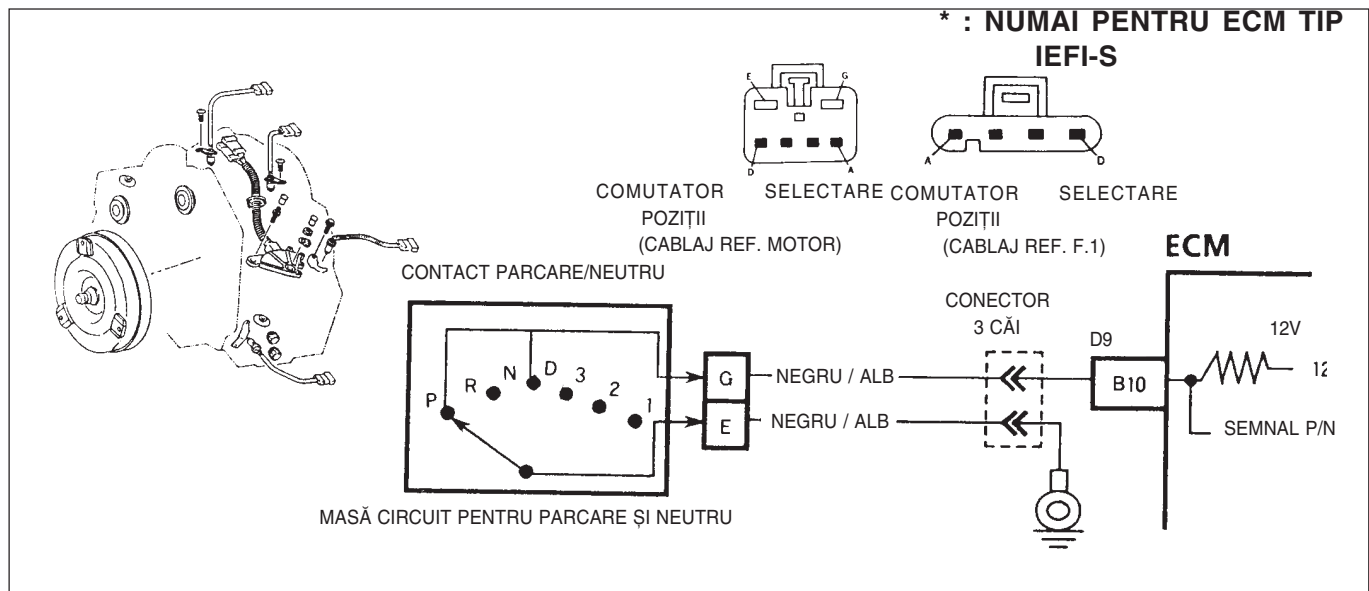 * : NUMAI PENTRU ECM TIP
IEFI-S
E
G
D
A
A
D
COMUTATOR SELECTARE
POZIȚII
(CABLAJ REF. MOTOR)
COMUTATOR SELECTARE
POZIȚII
(CABLAJ REF. F.1)
ECM
CONTACT PARCARE/NEUTRU
CONECTOR
3 CĂI
D9
12V
12
P
R
N
D
3
2
1
G
NEGRU / ALB
B10
E
NEGRU / ALB
SEMNAL P/N
MASĂ CIRCUIT PENTRU PARCARE ȘI NEUTRU